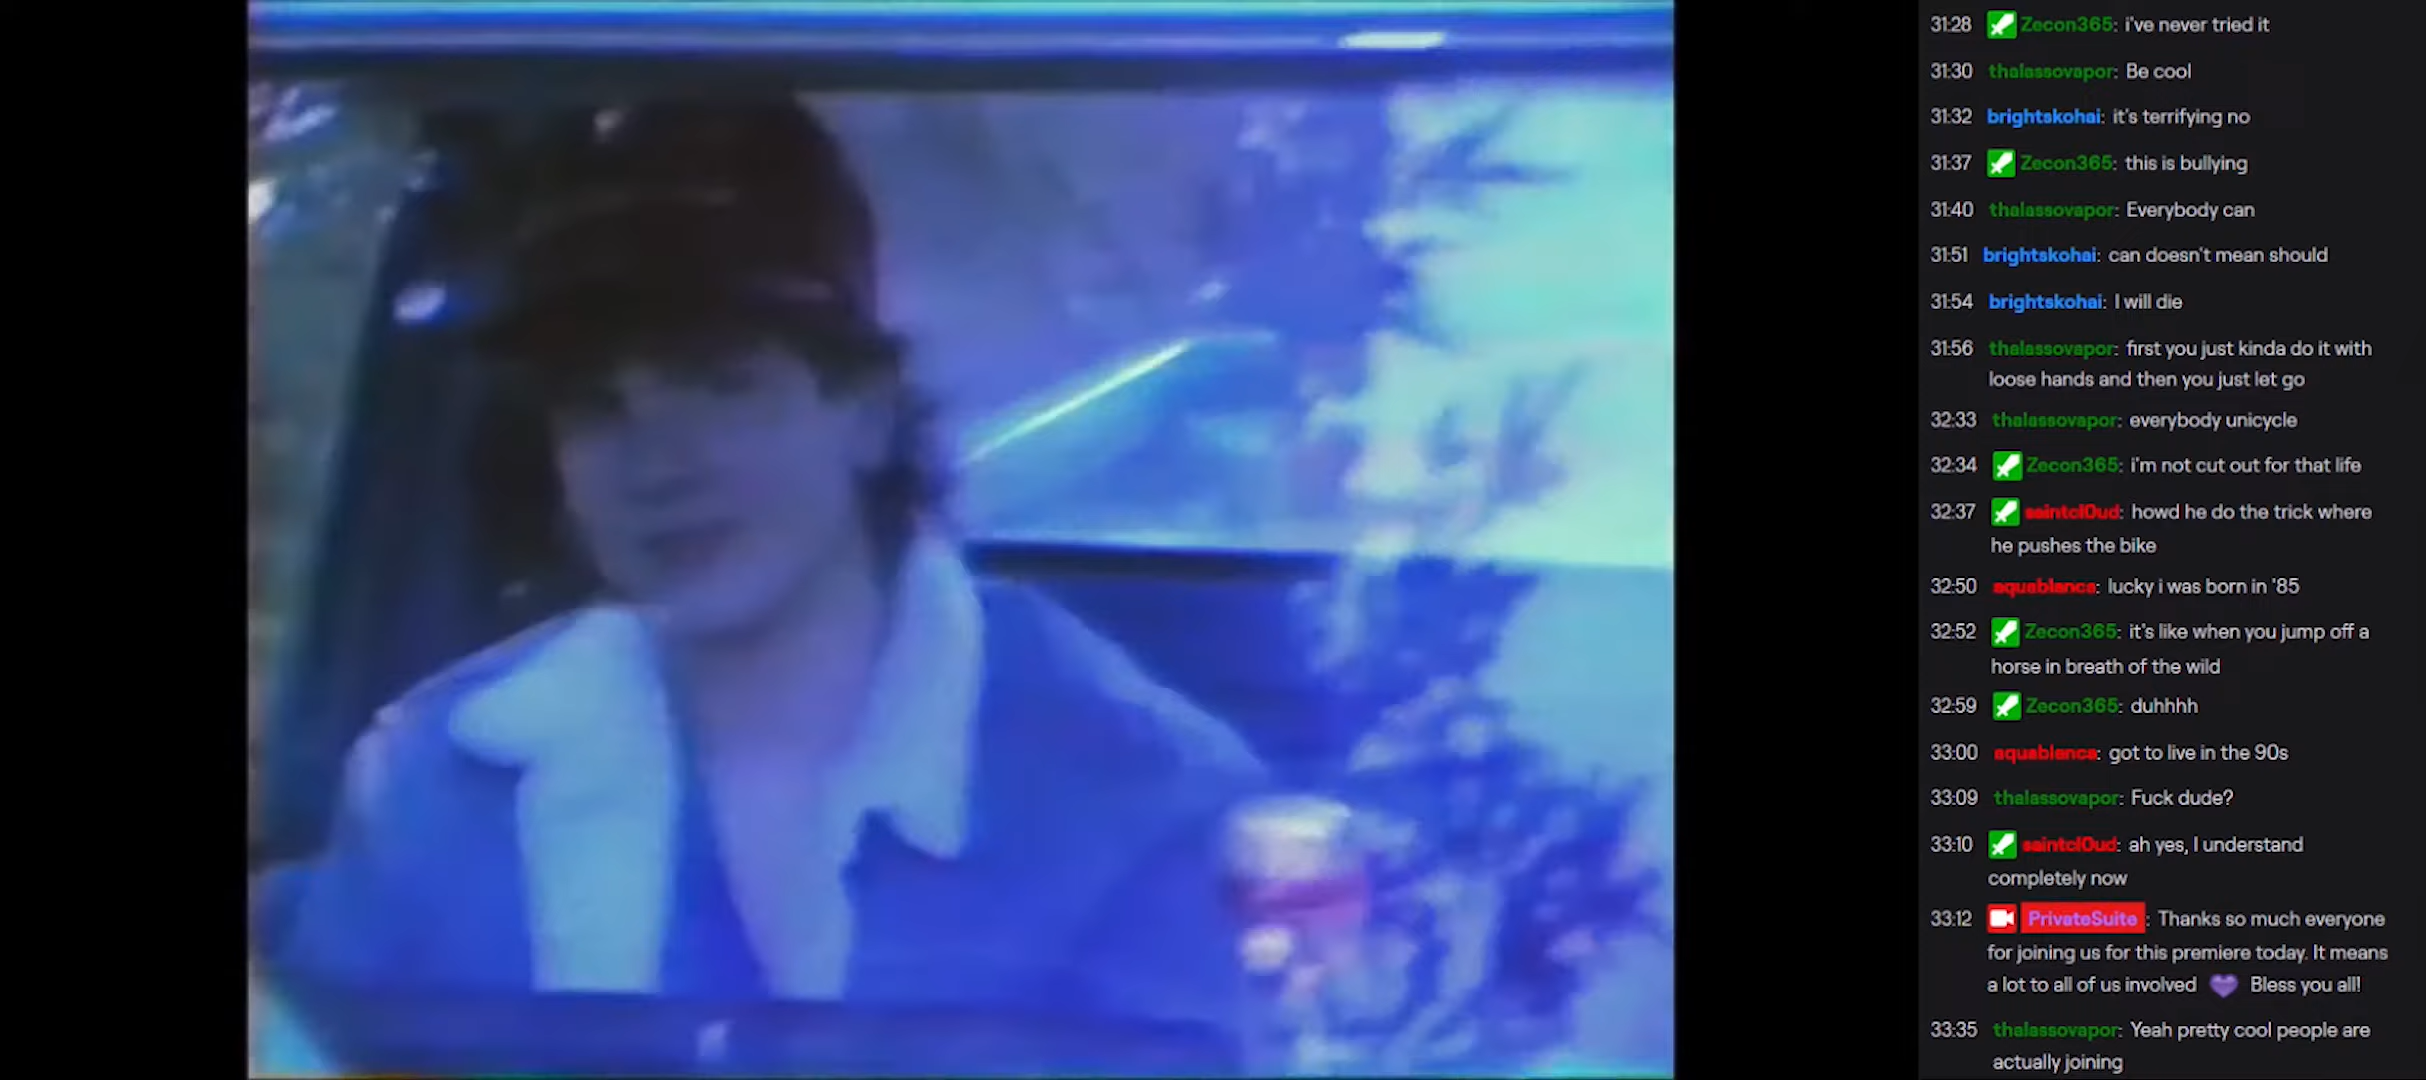 31:28 Zecon365: i've never tried it
31:30 thalassovapor: Be cool
31:32 brightskohai: it's terrifying no
31:37 Zecon365: this is bullying
31:40 thalassovapor: Everybody can
31:51 brightskohai: can doesn't mean should
31:54 brightskohai: I will die
31:56 thalassovapor: first you just kinda do it with
loose hands and then you just let go
32:33 thalassovapor: everybody unicycle
32:34 Zecon365: i'm not cut out for that life
32:37 saintcl0ud: howd he do the trick where
he pushes the bike
32:50 aquablanca: lucky i was born in '85
32:52 Zecon365: it's like when you jump off a
horse in breath of the wild
32:59 Zecon365: duhhhh
33:00 aquablanca: got to live in the 90s
33:09 thalassovapor: Fuck dude?
33:10 saintcl0ud: ah yes, I understand
completely now
33:12 PrivateSuite: Thanks so much everyone
for joining us for this premiere today. It means
a lot to all of us involved 💜 Bless you all!
33:35 thalassovapor: Yeah pretty cool people are
actually joining